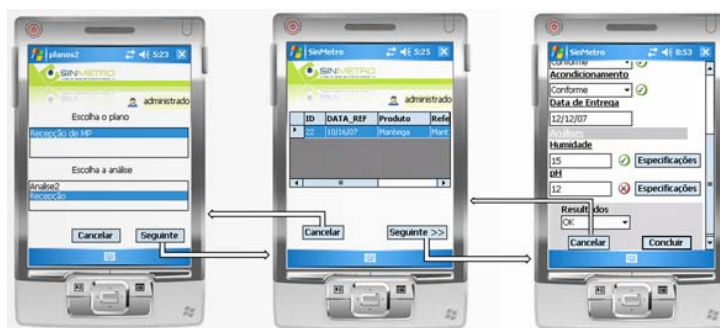 planos2 5:23
SINMETRO
administrado
Escolha o plano
Recepção de MP
Escolha a análise
Analise2
Recepção
Cancelar Seguinte
SinMetro 5:25
SINMETRO
administrado
ID DATA_REF Produto Refe
22 10/16/07 Manteiga Mant
Cancelar Seguinte >>
SinMetro 8:53
Conforme
Acondicionamento
Conforme
Data de Entrega
12/12/07
Análises
Humidade
15 Especificações
pH
12 Especificações
Resultados
OK
Cancelar Concluir